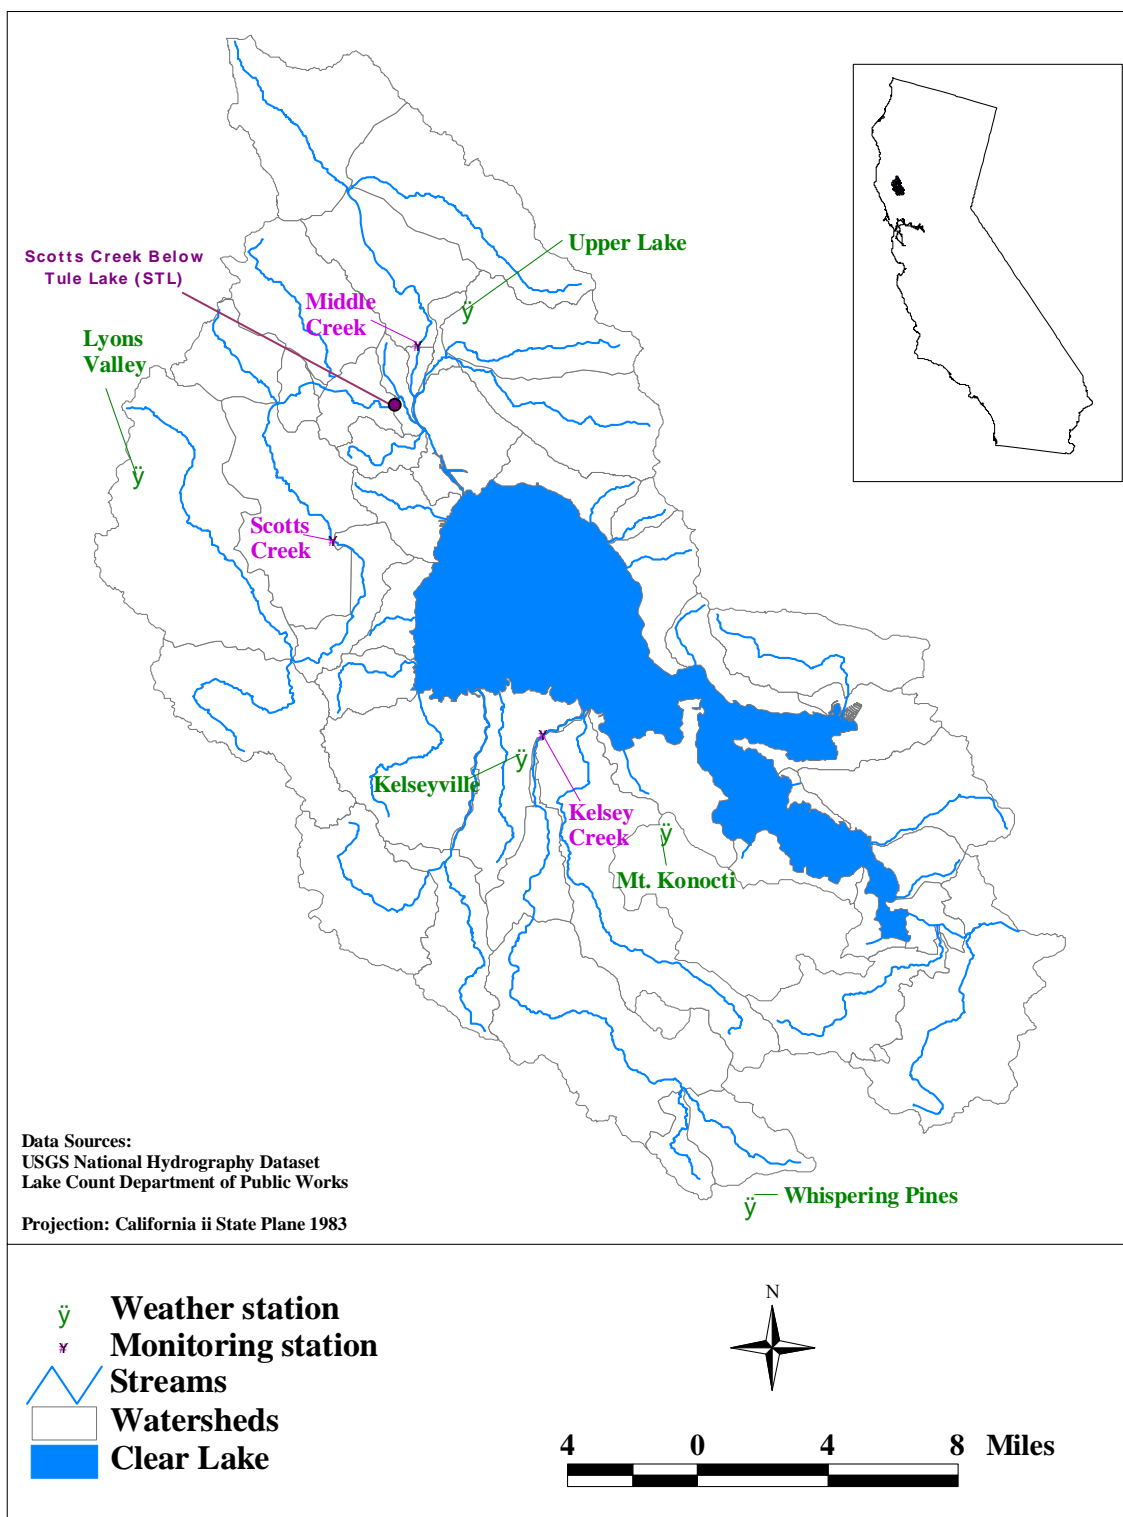 Upper Lake
Scotts Creek Below
Tule Lake (STL)
Middle
Creek
Lyons
Valley
Scotts
Creek
Kelseyville
Kelsey
Creek
Mt. Konocti
Whispering Pines
Data Sources:
USGS National Hydrography Dataset
Lake Count Department of Public Works
Projection: California ii State Plane 1983
ÿ Weather station
¥ Monitoring station
Streams
Watersheds
Clear Lake
N
4 0 4 8 Miles